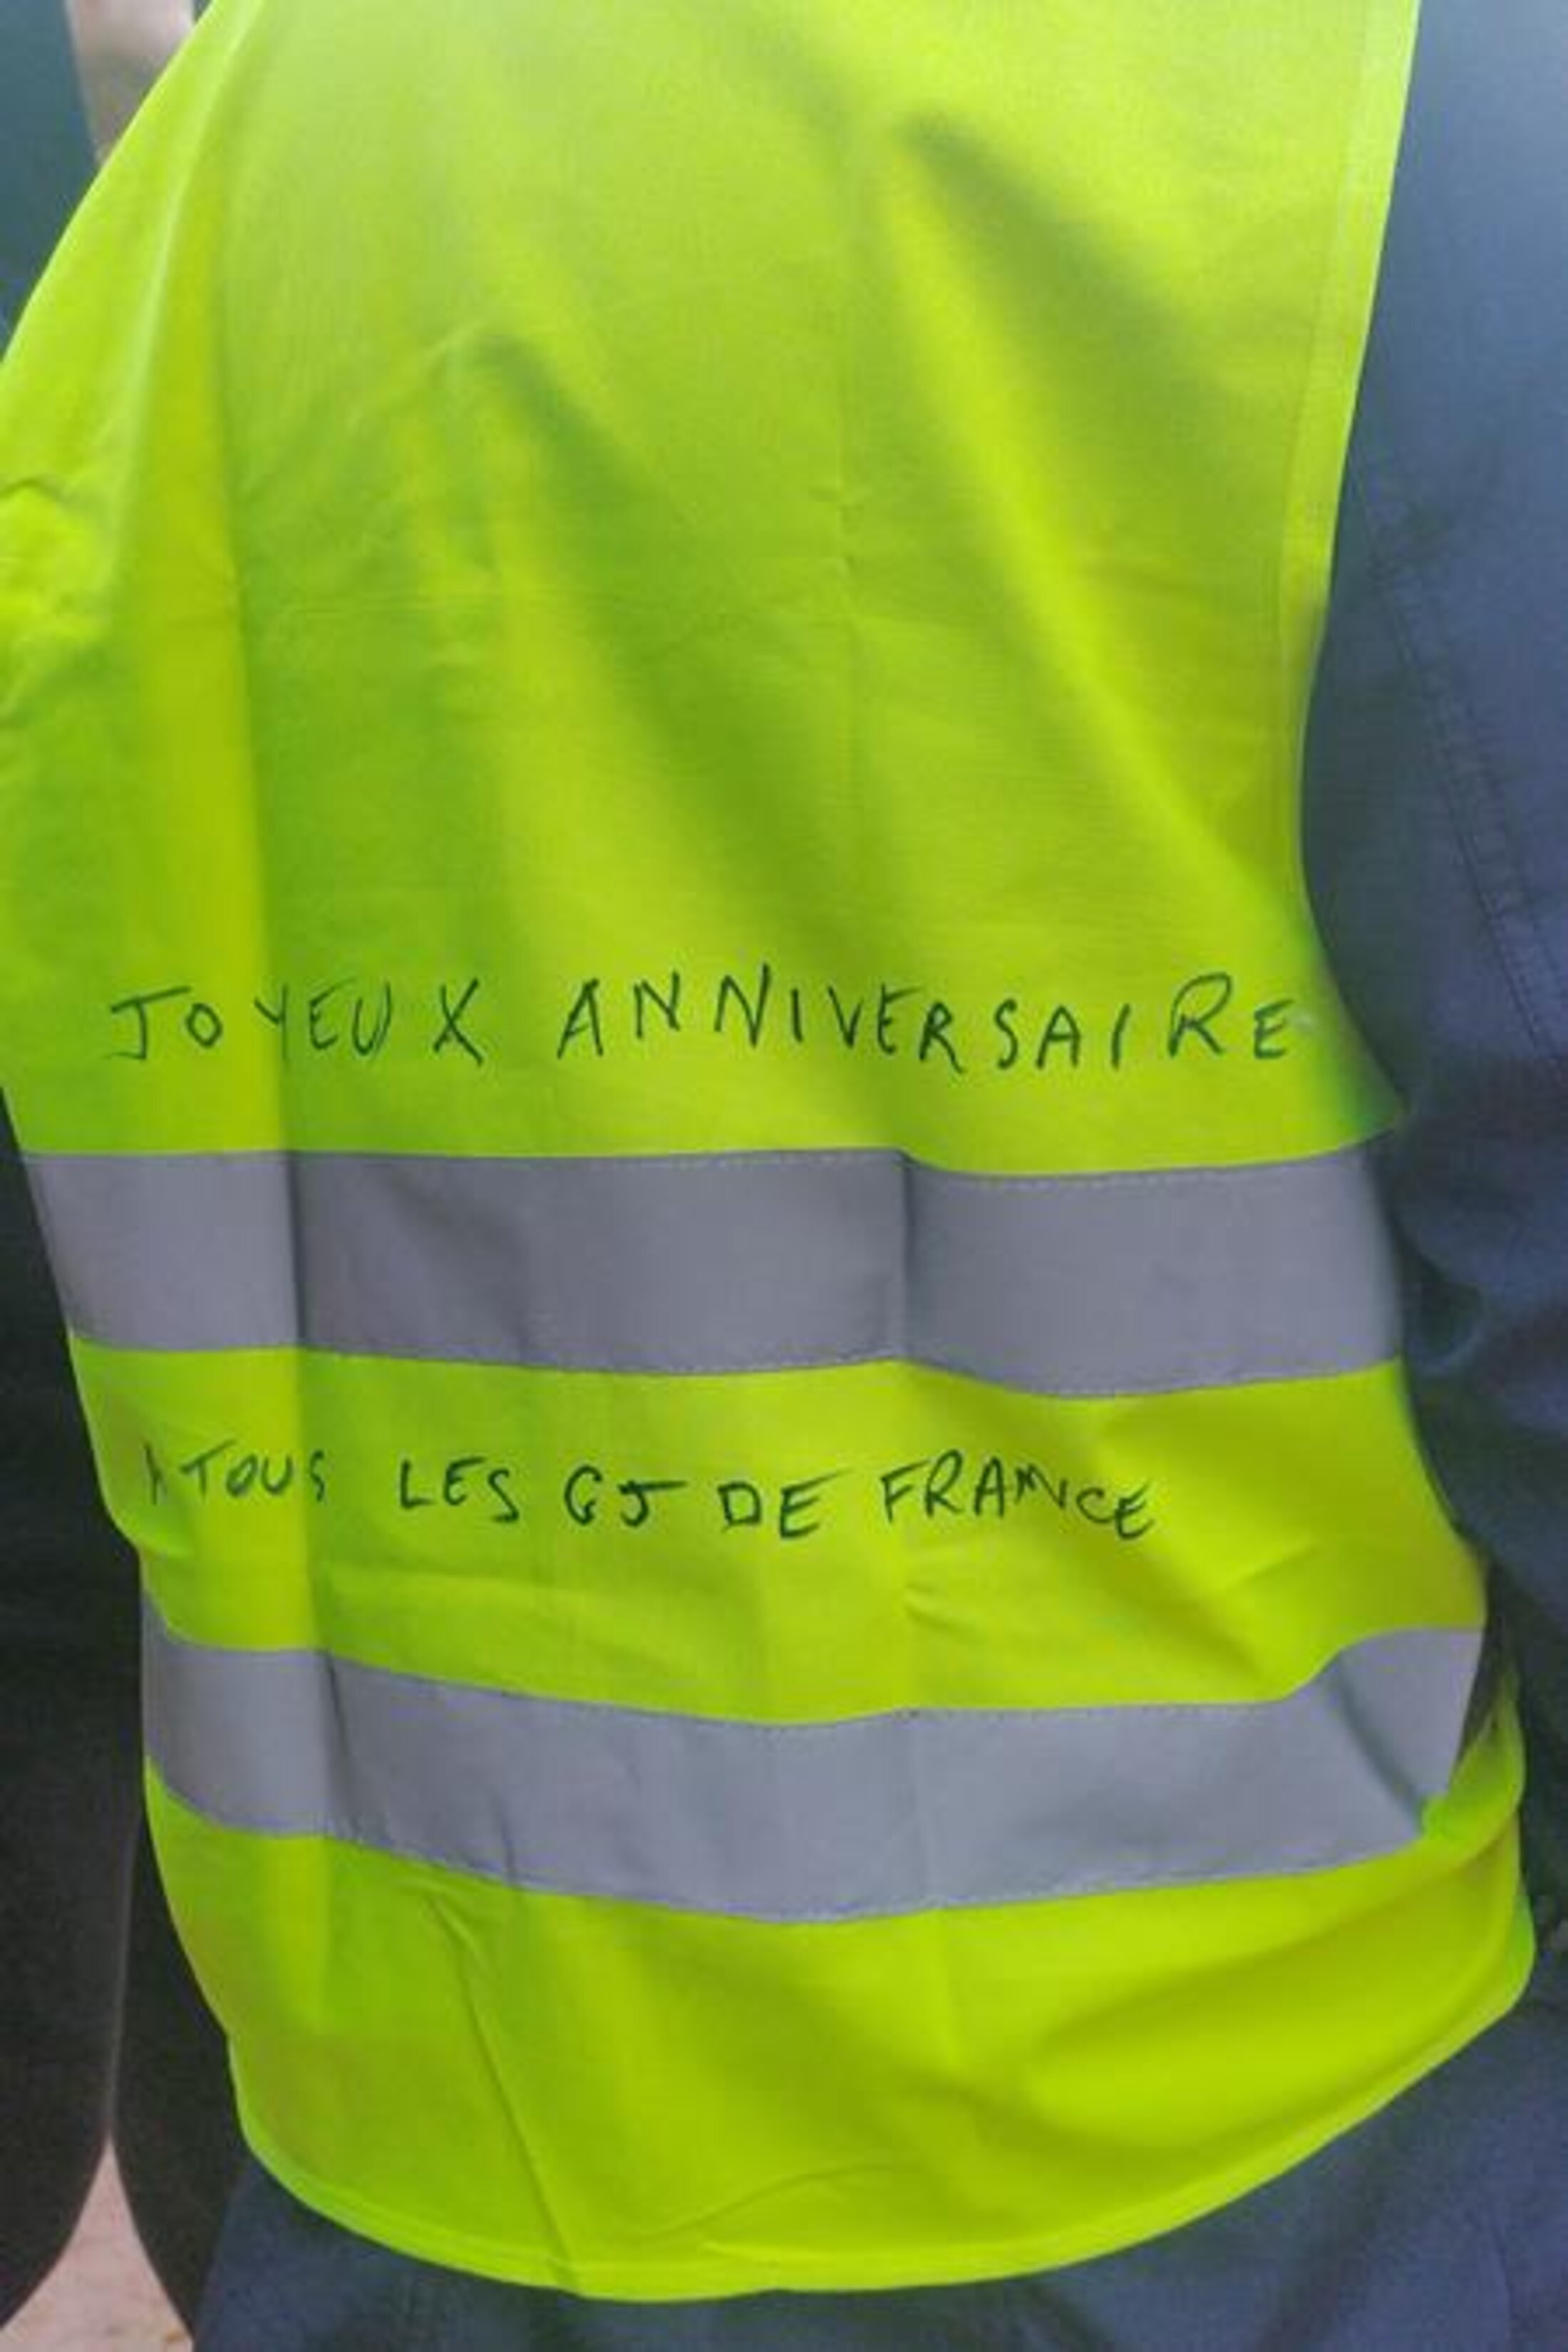 JOYEUX ANNIVERSAIRE
A TOUS LES GJ DE FRANCE